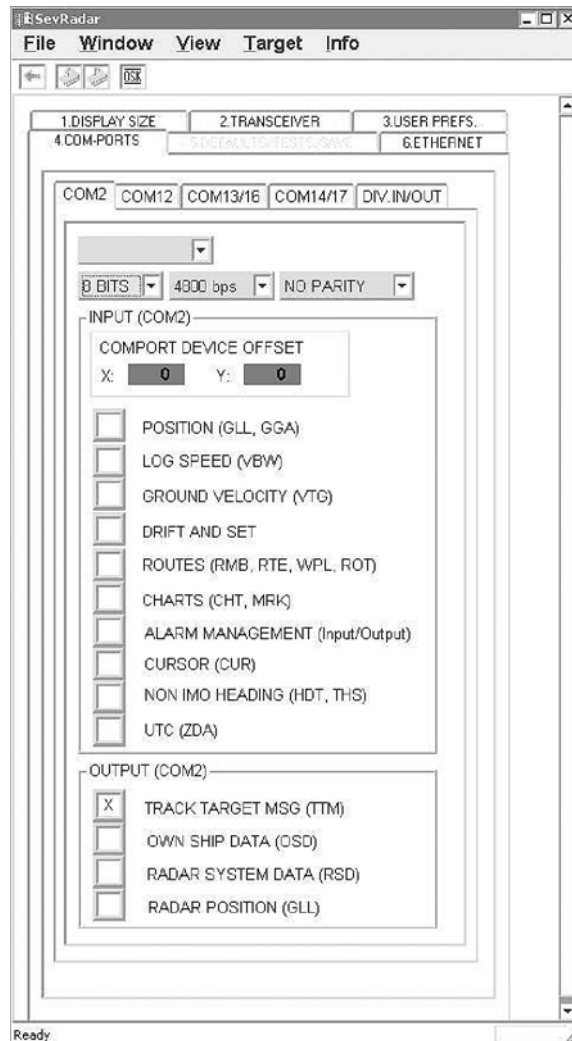 SevRadar
File Window View Target Info
OSK
1.DISPLAY SIZE 2.TRANSCEIVER 3.USER PREFS.
4.COM-PORTS 5.DEFAULTS/TESTS/SAVE 6.ETHERNET
COM2 COM12 COM13/16 COM14/17 DIV.IN/OUT
8 BITS 4800 bps NO PARITY
INPUT (COM2)
COMPORT DEVICE OFFSET
X: 0 Y: 0
POSITION (GLL, GGA)
LOG SPEED (VBW)
GROUND VELOCITY (VTG)
DRIFT AND SET
ROUTES (RMB, RTE, WPL, ROT)
CHARTS (CHT, MRK)
ALARM MANAGEMENT (Input/Output)
CURSOR (CUR)
NON IMO HEADING (HDT, THS)
UTC (ZDA)
OUTPUT (COM2)
X TRACK TARGET MSG (TTM)
OWN SHIP DATA (OSD)
RADAR SYSTEM DATA (RSD)
RADAR POSITION (GLL)
Ready